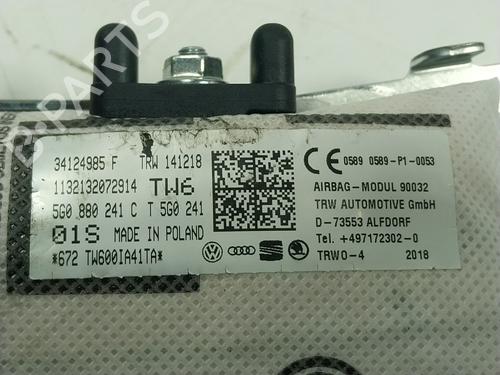 34124985 F TRW 141218
1132132072914 TW6
5G0 880 241 C T 5G0 241
01S MADE IN POLAND
*672 TW600IA41TA*
CE 0589 0589-P1-0053
AIRBAG-MODUL 90032
TRW AUTOMOTIVE GmbH
D-73553 ALFDORF
Tel. +497172302-0
TRWO-4 2018
B-PARTS